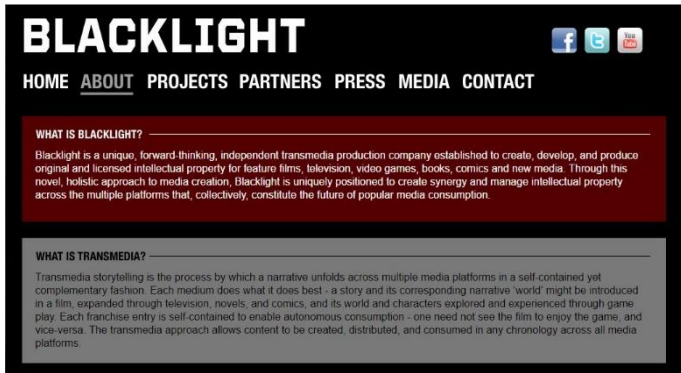 BLACKLIGHT
You
Tube
HOME ABOUT PROJECTS PARTNERS PRESS MEDIA CONTACT
WHAT IS BLACKLIGHT?
Blacklight is a unique, forward-thinking, independent transmedia production company established to create, develop, and produce
original and licensed intellectual property for feature films, television, video games, books, comics and new media. Through this
novel, holistic approach to media creation, Blacklight is uniquely positioned to create synergy and manage intellectual property
across the multiple platforms that, collectively, constitute the future of popular media consumption.
WHAT IS TRANSMEDIA?
Transmedia storytelling is the process by which a narrative unfolds across multiple media platforms in a self-contained yet
complementary fashion. Each medium does what it does best - a story and its corresponding narrative 'world' might be introduced
in a film, expanded through television, novels, and comics, and its world and characters explored and experienced through game
play. Each franchise entry is self-contained to enable autonomous consumption - one need not see the film to enjoy the game, and
vice-versa. The transmedia approach allows content to be created, distributed, and consumed in any chronology across all media
platforms.